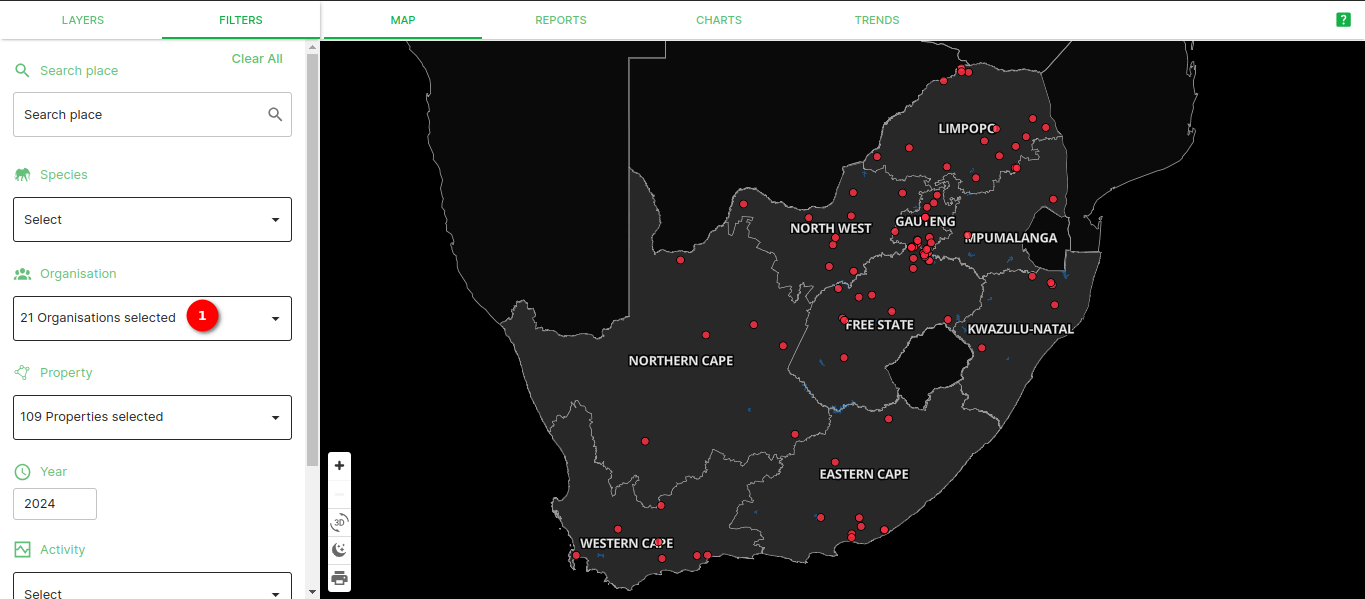 LAYERS
FILTERS
MAP
REPORTS
CHARTS
TRENDS
?
Clear All
Search place
Search place
Species
Select
Organisation
21 Organisations selected
1
Property
109 Properties selected
Year
2024
Activity
Select
LIMPOPO
NORTH WEST
GAUTENG
MPUMALANGA
FREE STATE
KWAZULU-NATAL
NORTHERN CAPE
EASTERN CAPE
WESTERN CAPE
+
3D